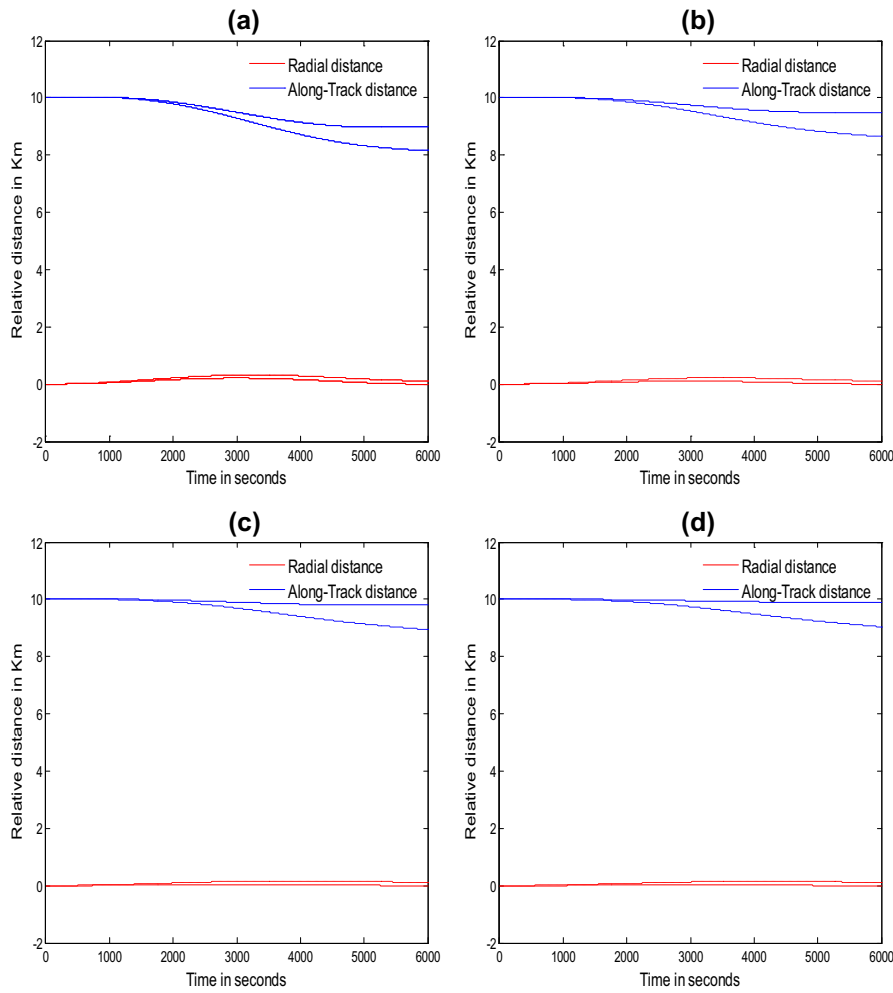 (a)
12
10
8
6
4
2
0
-2
Relative distance in Km
Radial distance
Along-Track distance
0 1000 2000 3000 4000 5000 6000
Time in seconds
(b)
12
10
8
6
4
2
0
-2
Relative distance in Km
Radial distance
Along-Track distance
0 1000 2000 3000 4000 5000 6000
Time in seconds
(c)
12
10
8
6
4
2
0
-2
Relative distance in Km
Radial distance
Along-Track distance
0 1000 2000 3000 4000 5000 6000
Time in seconds
(d)
12
10
8
6
4
2
0
-2
Relative distance in Km
Radial distance
Along-Track distance
0 1000 2000 3000 4000 5000 6000
Time in seconds